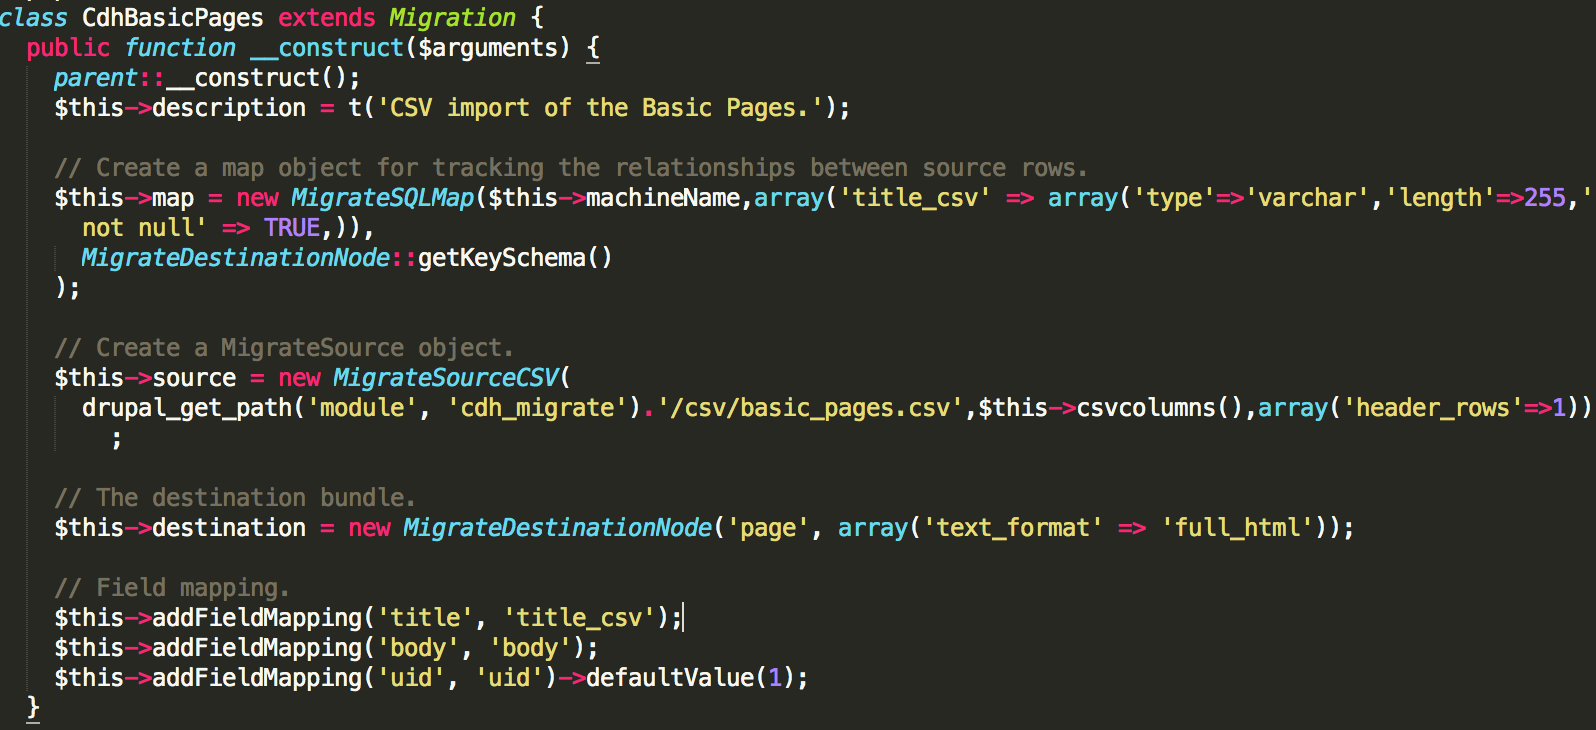 class CdhBasicPages extends Migration {
  public function __construct($arguments) {
    parent::__construct();
    $this->description = t('CSV import of the Basic Pages.');

    // Create a map object for tracking the relationships between source rows.
    $this->map = new MigrateSQLMap($this->machineName,array('title_csv' => array('type'=>'varchar','length'=>255,'
      not null' => TRUE,)),
      MigrateDestinationNode::getKeySchema()
    );

    // Create a MigrateSource object.
    $this->source = new MigrateSourceCSV(
      drupal_get_path('module', 'cdh_migrate').'/csv/basic_pages.csv',$this->csvcolumns(),array('header_rows'=>1))
        ;

    // The destination bundle.
    $this->destination = new MigrateDestinationNode('page', array('text_format' => 'full_html'));

    // Field mapping.
    $this->addFieldMapping('title', 'title_csv');
    $this->addFieldMapping('body', 'body');
    $this->addFieldMapping('uid', 'uid')->defaultValue(1);
  }